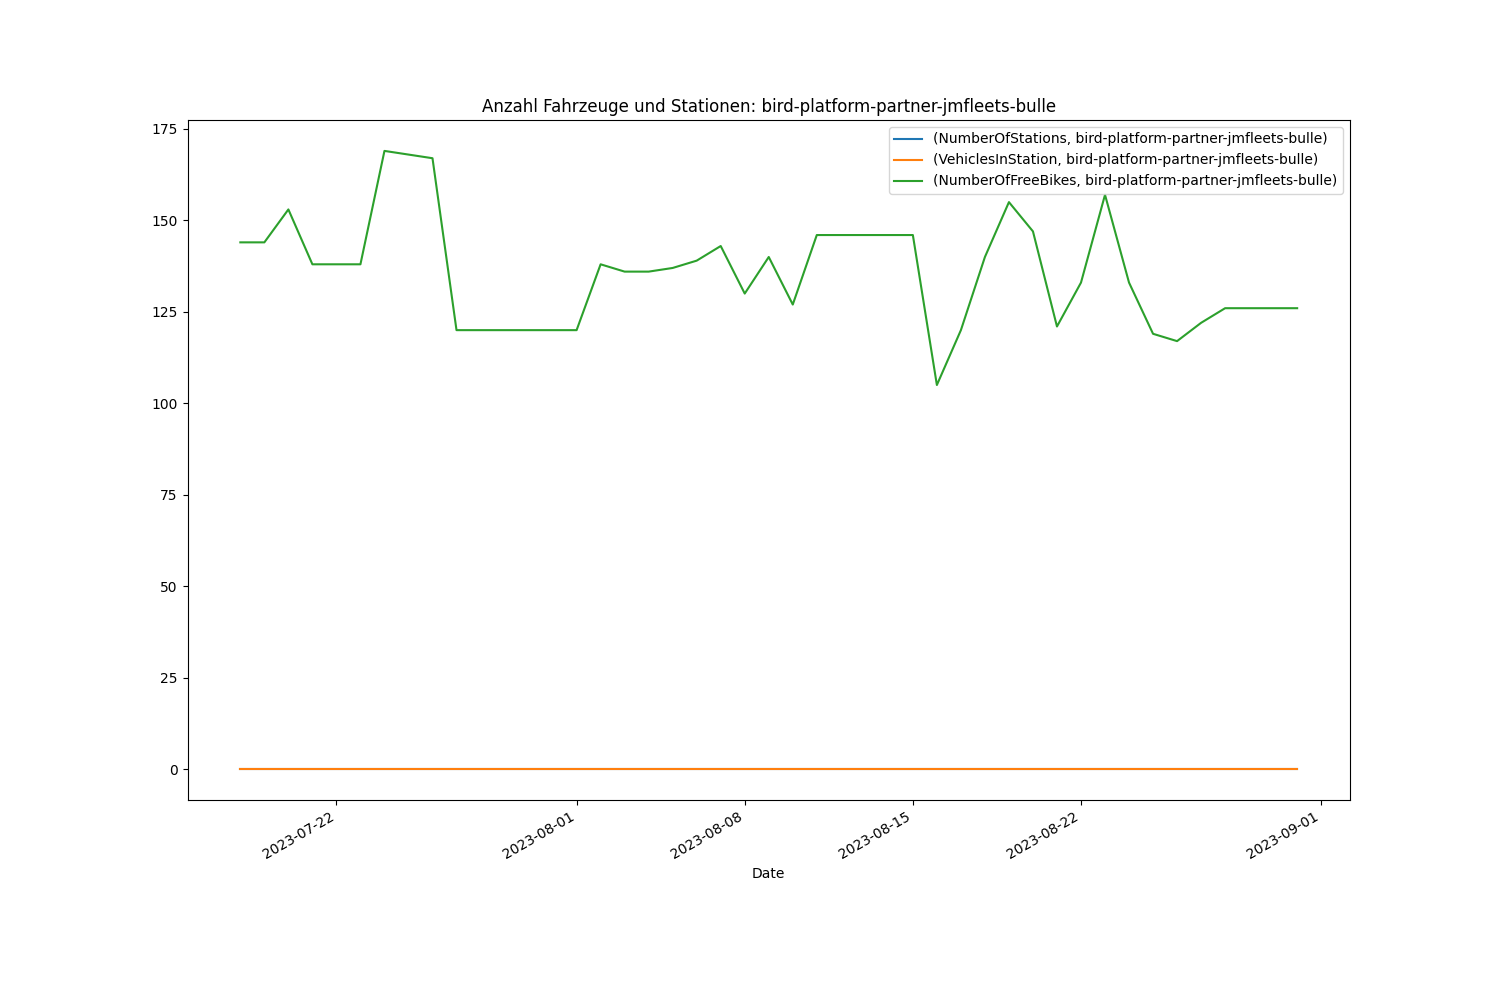 Anzahl Fahrzeuge und Stationen: bird-platform-partner-jmfleets-bulle
(NumberOfStations, bird-platform-partner-jmfleets-bulle)
(VehiclesInStation, bird-platform-partner-jmfleets-bulle)
(NumberOfFreeBikes, bird-platform-partner-jmfleets-bulle)
175
150
125
100
75
50
25
0
2023-07-22
2023-08-01
2023-08-08
2023-08-15
2023-08-22
2023-09-01
Date